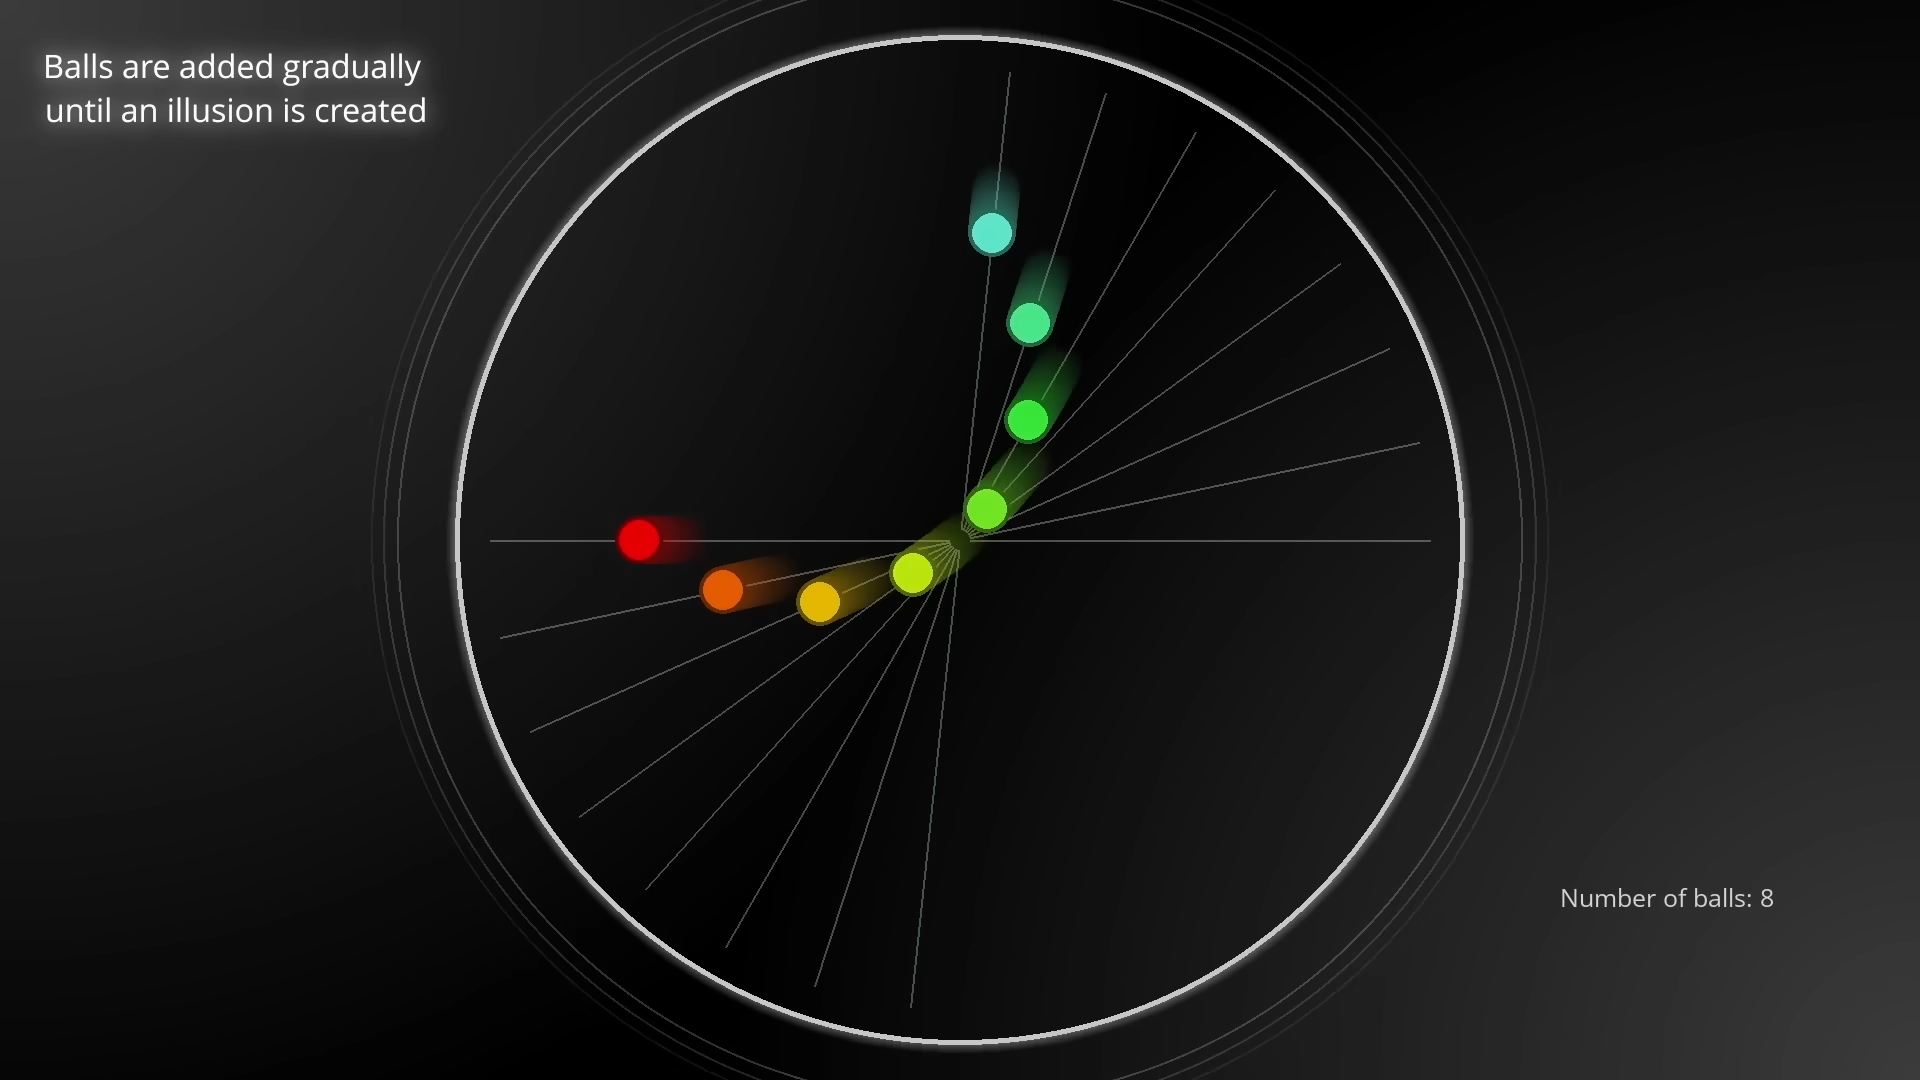 Balls are added gradually
until an illusion is created
Number of balls: 8